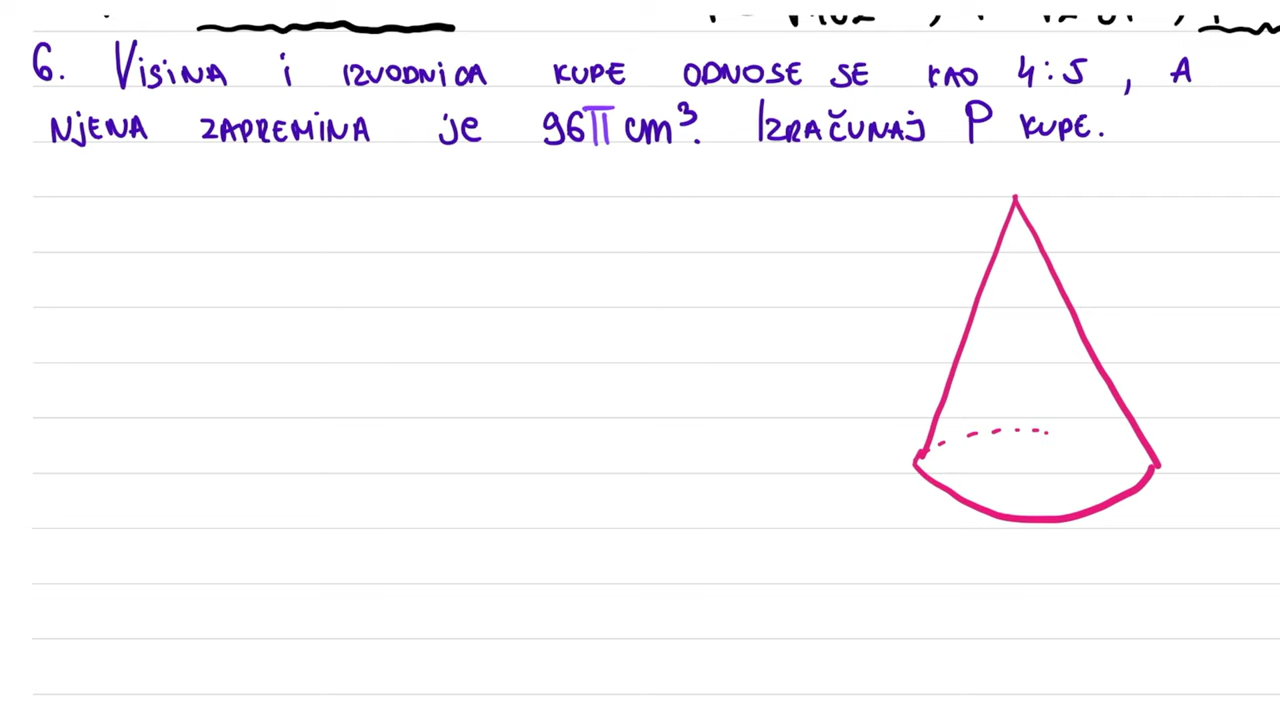 6. Visina i izvodnica kupe odnose se kao 4:5, a
njena zapremina je 96π cm³. Izračunaj P kupe.